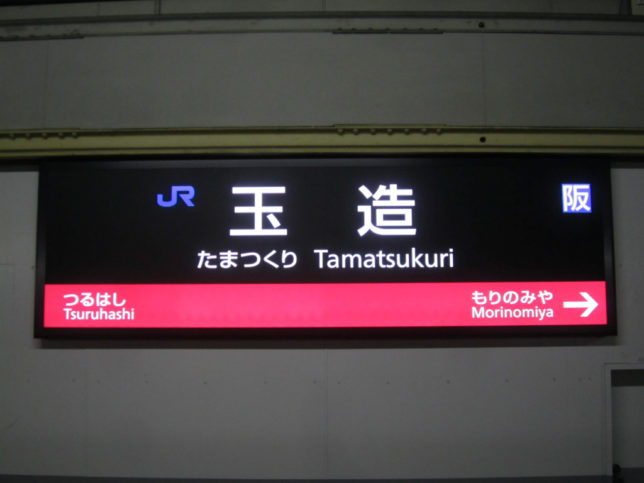 JR 玉造 阪
たまつくり Tamatsukuri
つるはし もりのみや →
Tsuruhashi Morinomiya